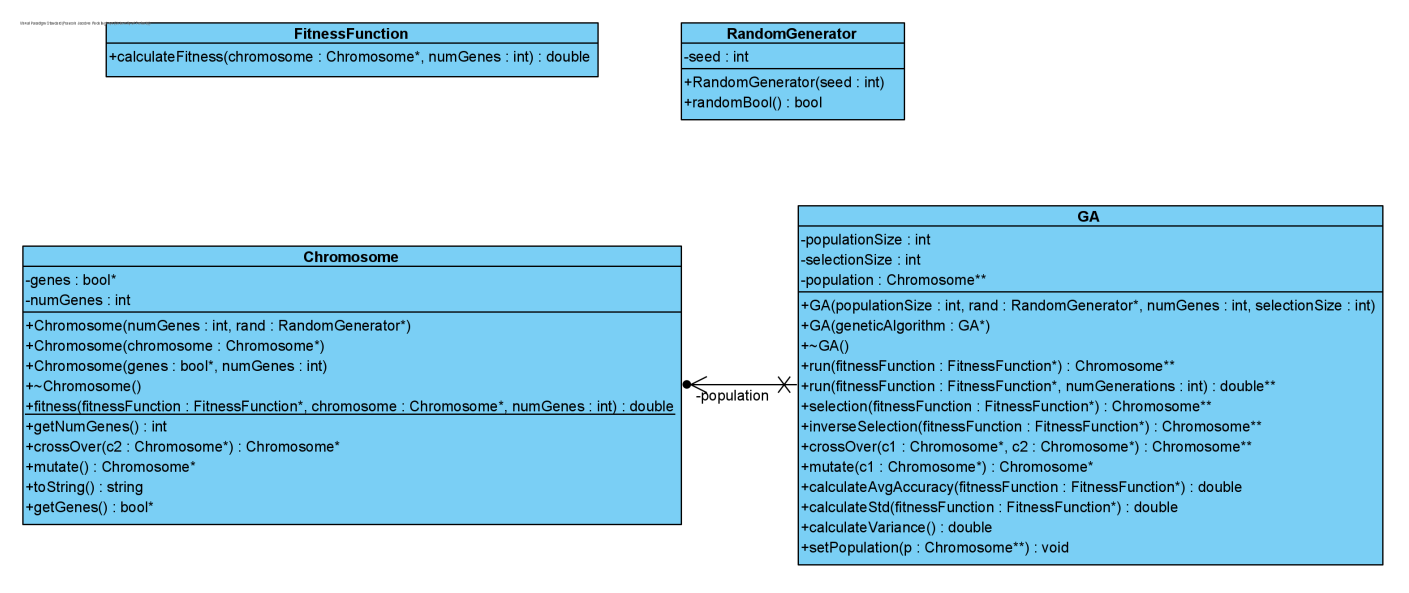 FitnessFunction
+calculateFitness(chromosome : Chromosome*, numGenes : int) : double
RandomGenerator
-seed : int
+RandomGenerator(seed : int)
+randomBool() : bool
Chromosome
-genes : bool*
-numGenes : int
+Chromosome(numGenes : int, rand : RandomGenerator*)
+Chromosome(chromosome : Chromosome*)
+Chromosome(genes : bool*, numGenes : int)
+~Chromosome()
+fitness(fitnessFunction : FitnessFunction*, chromosome : Chromosome*, numGenes : int) : double
+getNumGenes() : int
+crossOver(c2 : Chromosome*) : Chromosome*
+mutate() : Chromosome*
+toString() : string
+getGenes() : bool*
-population
GA
-populationSize : int
-selectionSize : int
-population : Chromosome**
+GA(populationSize : int, rand : RandomGenerator*, numGenes : int, selectionSize : int)
+GA(geneticAlgorithm : GA*)
+~GA()
+run(fitnessFunction : FitnessFunction*) : Chromosome**
+run(fitnessFunction : FitnessFunction*, numGenerations : int) : double**
+selection(fitnessFunction : FitnessFunction*) : Chromosome**
+inverseSelection(fitnessFunction : FitnessFunction*) : Chromosome**
+crossOver(c1 : Chromosome*, c2 : Chromosome*) : Chromosome**
+mutate(c1 : Chromosome*) : Chromosome*
+calculateAvgAccuracy(fitnessFunction : FitnessFunction*) : double
+calculateStd(fitnessFunction : FitnessFunction*) : double
+calculateVariance() : double
+setPopulation(p : Chromosome**) : void